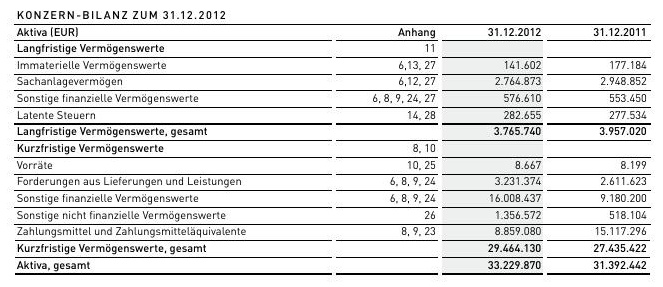 KONZERN-BILANZ ZUM 31.12.2012
Aktiva (EUR) Anhang 31.12.2012 31.12.2011
Langfristige Vermögenswerte 11
Immaterielle Vermögenswerte 6,13, 27 141.602 177.184
Sachanlagevermögen 6,12, 27 2.764.873 2.948.852
Sonstige finanzielle Vermögenswerte 6, 8, 9, 24, 27 576.610 553.450
Latente Steuern 14, 28 282.655 277.534
Langfristige Vermögenswerte, gesamt 3.765.740 3.957.020
Kurzfristige Vermögenswerte 8, 10
Vorräte 10, 25 8.667 8.199
Forderungen aus Lieferungen und Leistungen 6, 8, 9, 24 3.231.374 2.611.623
Sonstige finanzielle Vermögenswerte 6, 8, 9, 24 16.008.437 9.180.200
Sonstige nicht finanzielle Vermögenswerte 26 1.356.572 518.104
Zahlungsmittel und Zahlungsmitteläquivalente 8, 9, 23 8.859.080 15.117.296
Kurzfristige Vermögenswerte, gesamt 29.464.130 27.435.422
Aktiva, gesamt 33.229.870 31.392.442